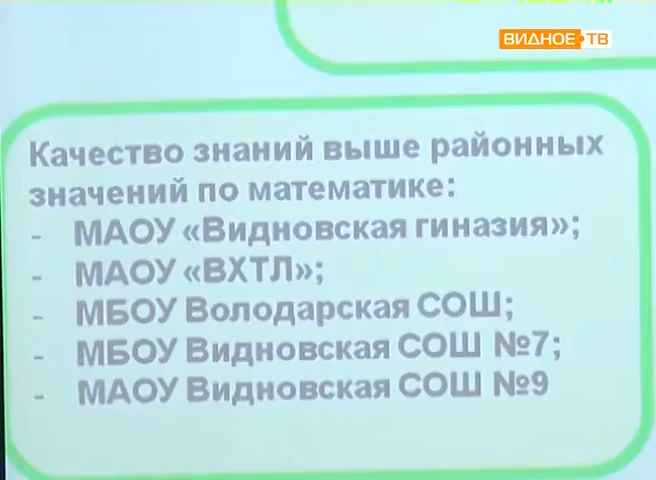 ВИДНОЕ ТВ
Качество знаний выше районных
значений по математике:
- МАОУ «Видновская гиназия»;
- МАОУ «ВХТЛ»;
- МБОУ Володарская СОШ;
- МБОУ Видновская СОШ №7;
- МАОУ Видновская СОШ №9